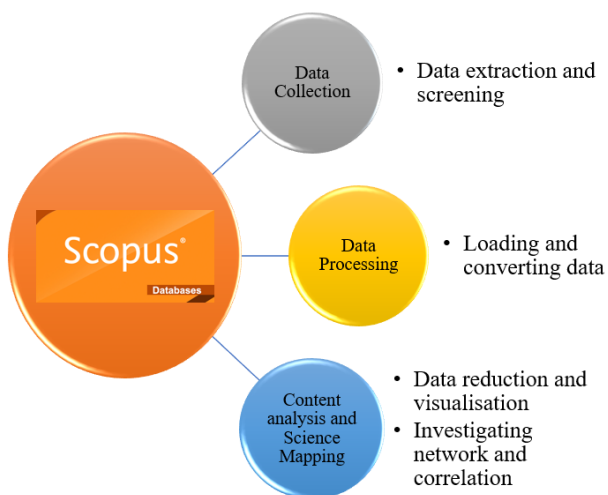 Data
Collection
• Data extraction and
screening
Scopus®
Databases
Data
Processing
• Loading and
converting data
Content
analysis and
Science
Mapping
• Data reduction and
visualisation
• Investigating
network and
correlation